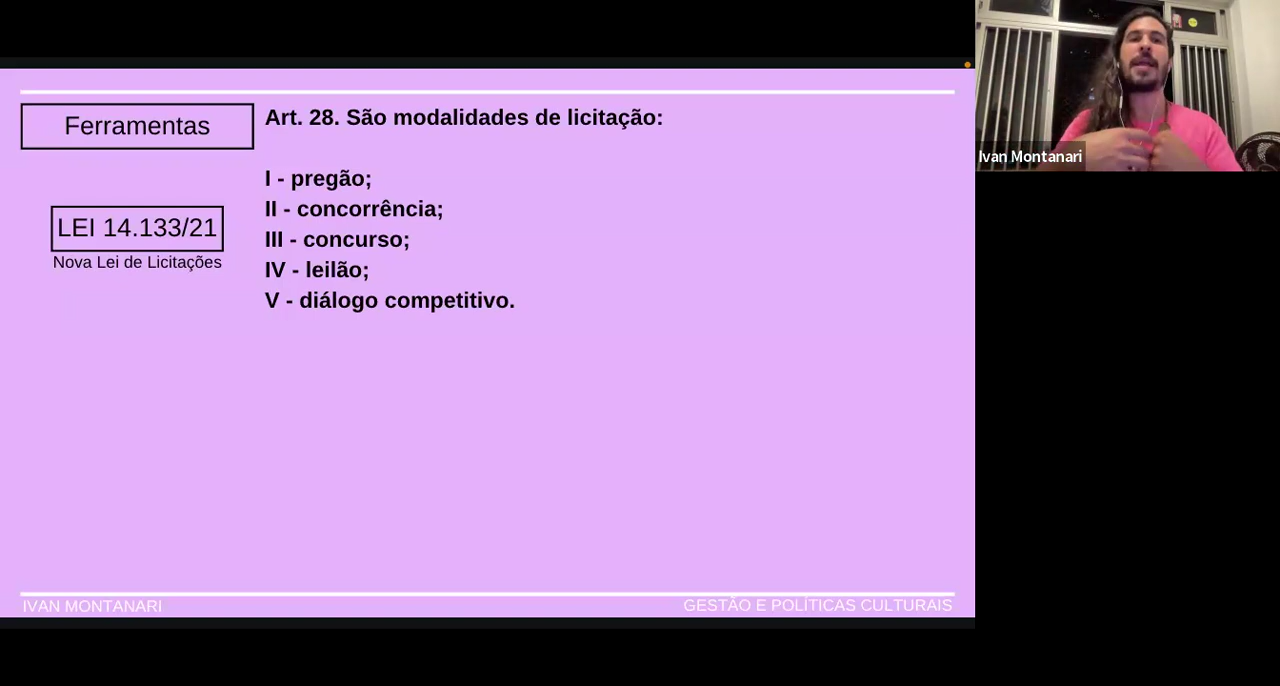 Ferramentas
Art. 28. São modalidades de licitação:
I - pregão;
LEI 14.133/21
II - concorrência;
Nova Lei de Licitações
III - concurso;
IV - leilão;
V - diálogo competitivo.
IVAN MONTANARI
GESTÃO E POLÍTICAS CULTURAIS
Ivan Montanari